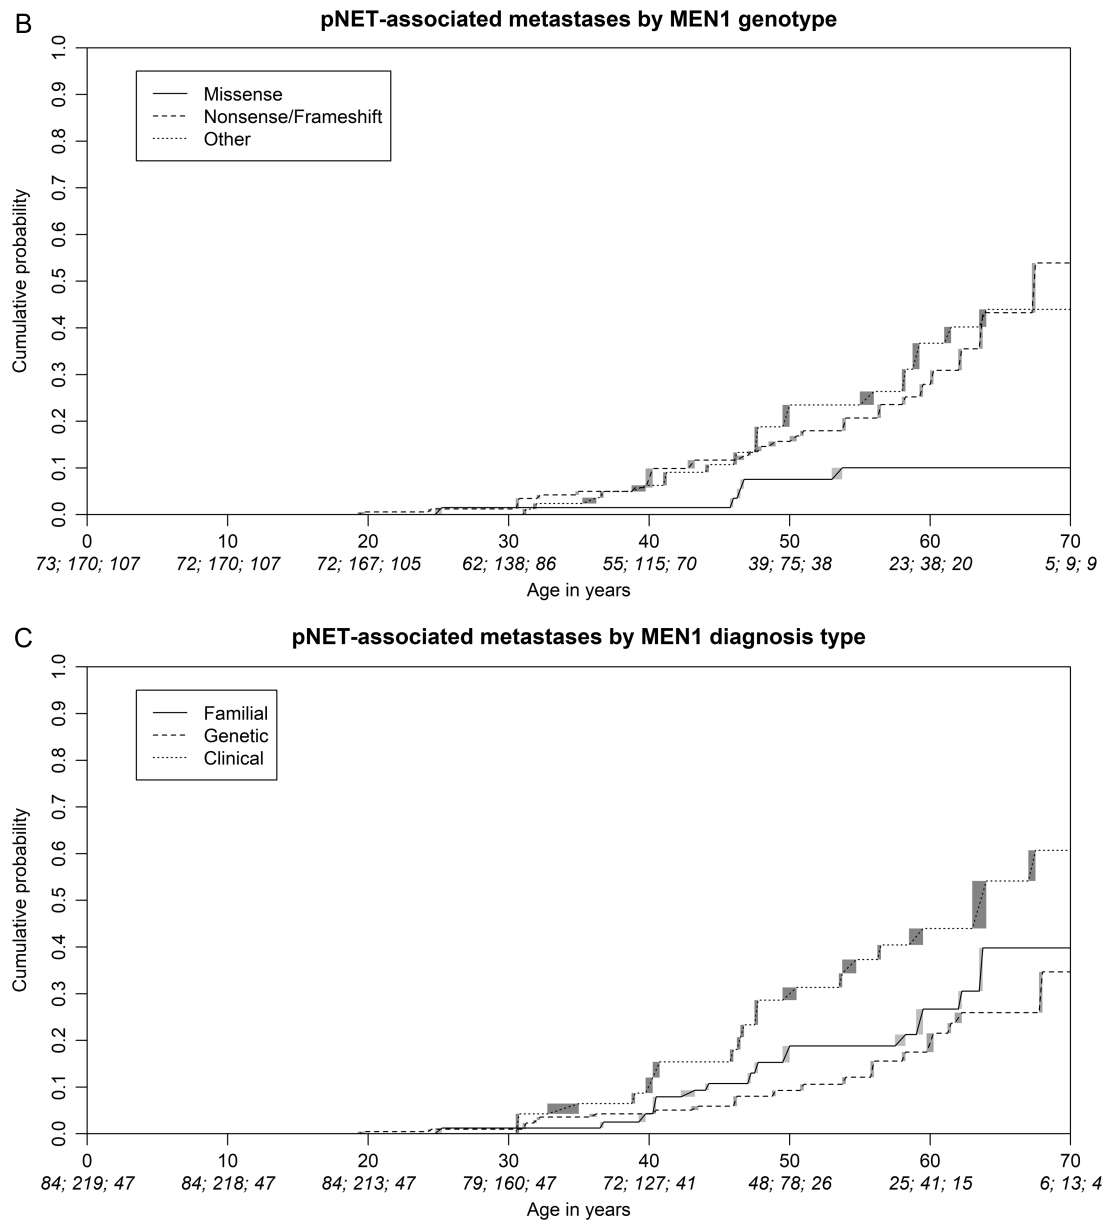 B
pNET-associated metastases by MEN1 genotype
Missense
Nonsense/Frameshift
Other
Cumulative probability
1.0
0.9
0.8
0.7
0.6
0.5
0.4
0.3
0.2
0.1
0.0
0 10 20 30 40 50 60 70
73; 170; 107 72; 170; 107 72; 167; 105 62; 138; 86 55; 115; 70 39; 75; 38 23; 38; 20 5; 9; 9
Age in years
C
pNET-associated metastases by MEN1 diagnosis type
Familial
Genetic
Clinical
Cumulative probability
1.0
0.9
0.8
0.7
0.6
0.5
0.4
0.3
0.2
0.1
0.0
0 10 20 30 40 50 60 70
84; 219; 47 84; 218; 47 84; 213; 47 79; 160; 47 72; 127; 41 48; 78; 26 25; 41; 15 6; 13; 4
Age in years